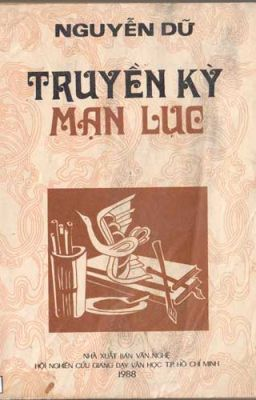 NGUYỄN DỮ
TRUYỀN KỲ
MẠN LỤC
NHÀ XUẤT BẢN VĂN NGHỆ
HỘI NGHIÊN CỨU GIẢNG DẠY VĂN HỌC T.P. HỒ CHÍ MINH
1988